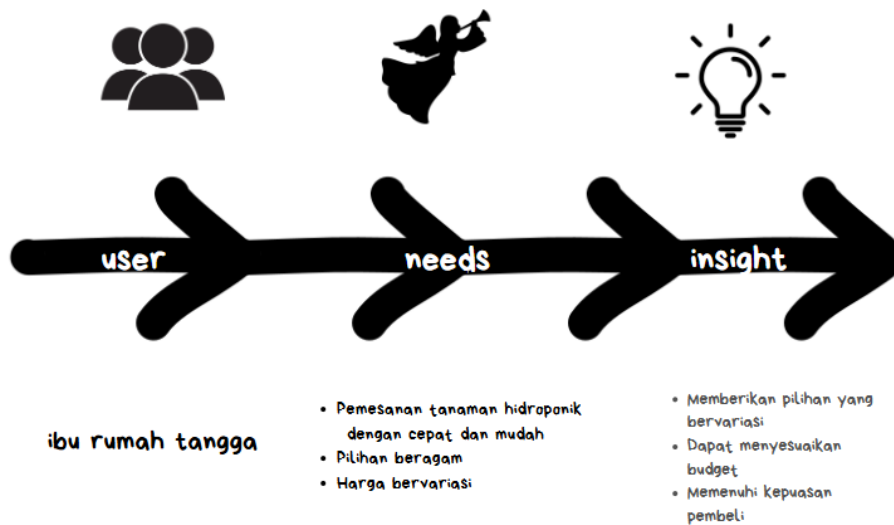 user
needs
insight
ibu rumah tangga
• Pemesanan tanaman hidroponik
dengan cepat dan mudah
• Pilihan beragam
• Harga bervariasi
• Memberikan pilihan yang
bervariasi
• Dapat menyesuaikan
budget
• Memenuhi kepuasan
pembeli